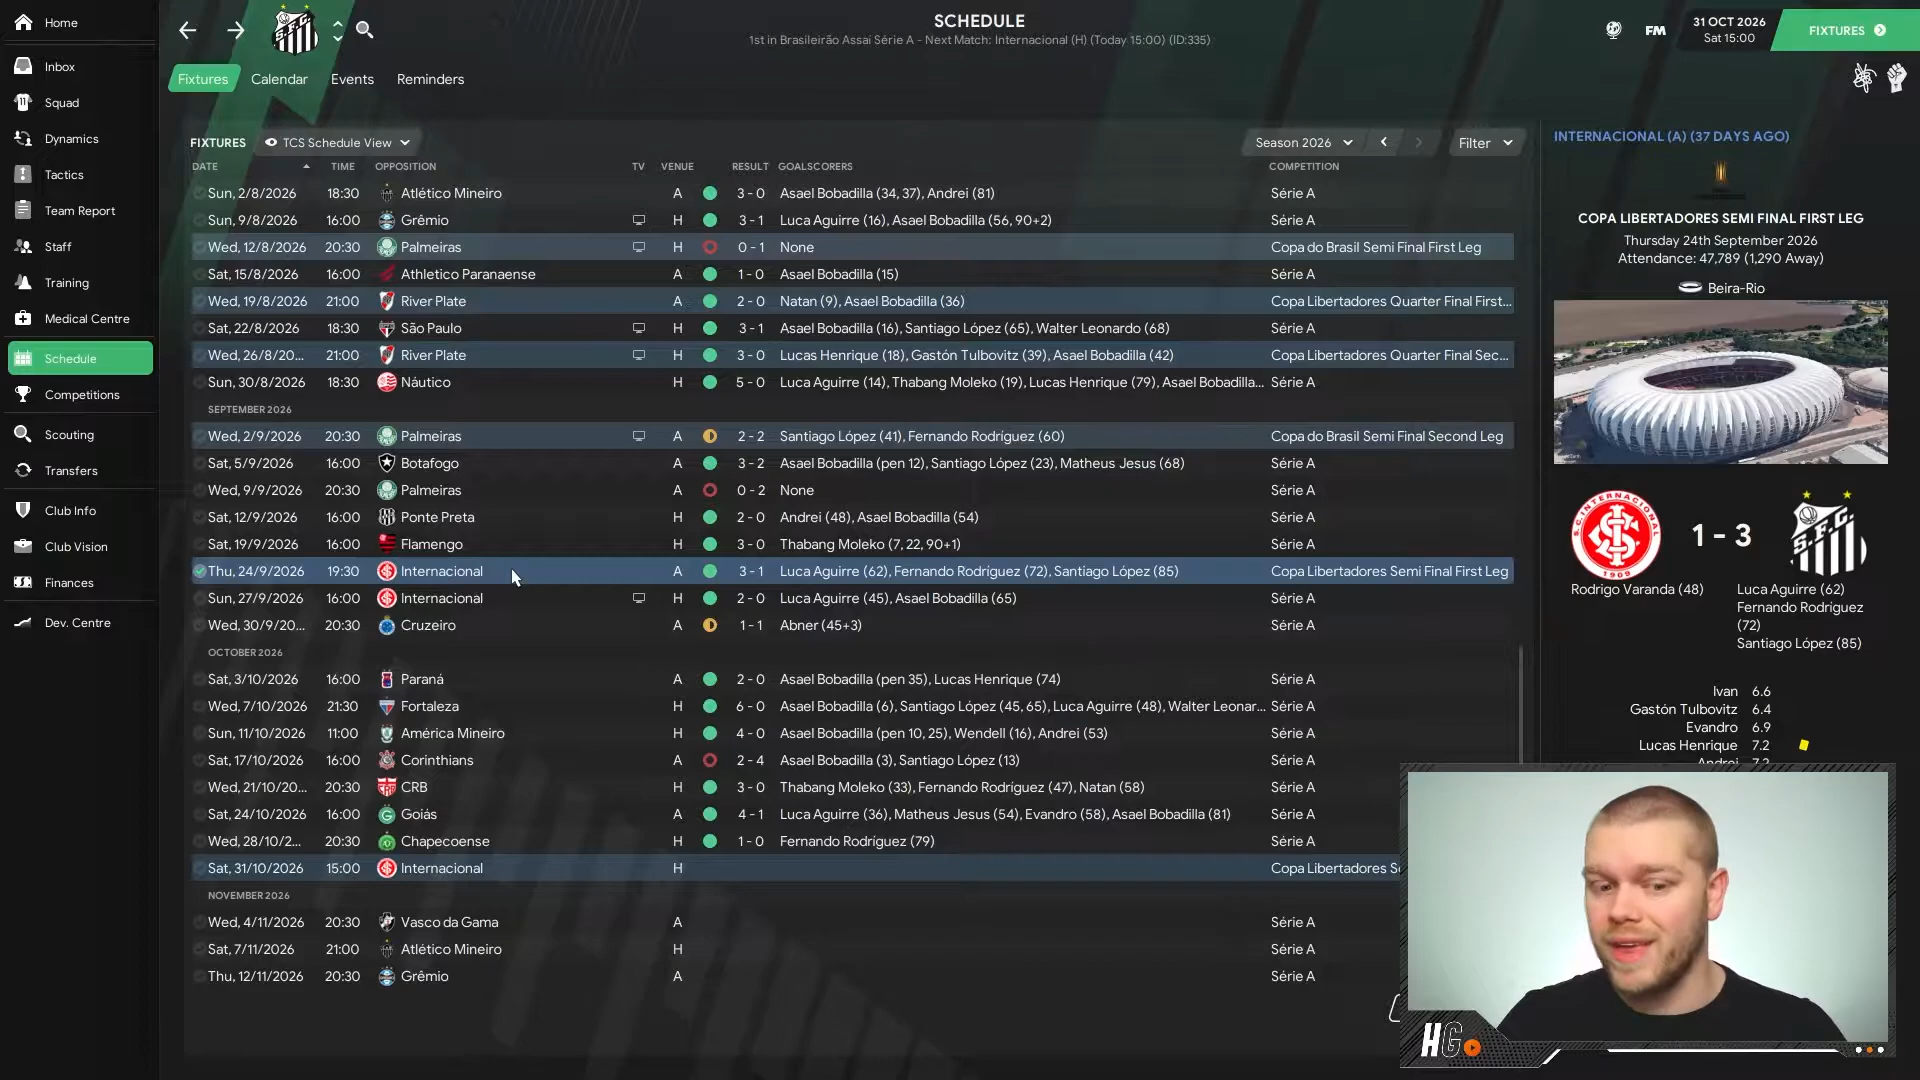 Home
Inbox
Squad
Dynamics
Tactics
Team Report
Staff
Training
Medical Centre
Schedule
Competitions
Scouting
Transfers
Club Info
Club Vision
Finances
Dev. Centre
SCHEDULE
1st in Brasileirão Assaí Série A - Next Match: Internacional (H) (Today 15:00) (ID:335)
FM
31 OCT 2026
Sat 15:00
FIXTURES
Fixtures Calendar Events Reminders
FIXTURES TCS Schedule View Season 2026 Filter
DATE TIME OPPOSITION TV VENUE RESULT GOALSCORERS COMPETITION
Sun, 2/8/2026 18:30 Atlético Mineiro A 3 - 0 Asael Bobadilla (34, 37), Andrei (81) Série A
Sun, 9/8/2026 16:00 Grêmio H 3 - 1 Luca Aguirre (16), Asael Bobadilla (56, 90+2) Série A
Wed, 12/8/2026 20:30 Palmeiras H 0 - 1 None Copa do Brasil Semi Final First Leg
Sat, 15/8/2026 16:00 Athletico Paranaense A 1 - 0 Asael Bobadilla (15) Série A
Wed, 19/8/2026 21:00 River Plate A 2 - 0 Natan (9), Asael Bobadilla (36) Copa Libertadores Quarter Final First...
Sat, 22/8/2026 18:30 São Paulo H 3 - 1 Asael Bobadilla (16), Santiago López (65), Walter Leonardo (68) Série A
Wed, 26/8/20... 21:00 River Plate H 3 - 0 Lucas Henrique (18), Gastón Tulbovitz (39), Asael Bobadilla (42) Copa Libertadores Quarter Final Sec...
Sun, 30/8/2026 18:30 Náutico H 5 - 0 Luca Aguirre (14), Thabang Moleko (19), Lucas Henrique (79), Asael Bobadilla... Série A
SEPTEMBER 2026
Wed, 2/9/2026 20:30 Palmeiras A 2 - 2 Santiago López (41), Fernando Rodríguez (60) Copa do Brasil Semi Final Second Leg
Sat, 5/9/2026 16:00 Botafogo A 3 - 2 Asael Bobadilla (pen 12), Santiago López (23), Matheus Jesus (68) Série A
Wed, 9/9/2026 20:30 Palmeiras A 0 - 2 None Série A
Sat, 12/9/2026 16:00 Ponte Preta H 2 - 0 Andrei (48), Asael Bobadilla (54) Série A
Sat, 19/9/2026 16:00 Flamengo H 3 - 0 Thabang Moleko (7, 22, 90+1) Série A
Thu, 24/9/2026 19:30 Internacional A 3 - 1 Luca Aguirre (62), Fernando Rodríguez (72), Santiago López (85) Copa Libertadores Semi Final First Leg
Sun, 27/9/2026 16:00 Internacional H 2 - 0 Luca Aguirre (45), Asael Bobadilla (65) Série A
Wed, 30/9/20... 20:30 Cruzeiro A 1 - 1 Abner (45+3) Série A
OCTOBER 2026
Sat, 3/10/2026 16:00 Paraná A 2 - 0 Asael Bobadilla (pen 35), Lucas Henrique (74) Série A
Wed, 7/10/2026 21:30 Fortaleza H 6 - 0 Asael Bobadilla (6), Santiago López (45, 65), Luca Aguirre (48), Walter Leonar... Série A
Sun, 11/10/2026 11:00 América Mineiro H 4 - 0 Asael Bobadilla (pen 10, 25), Wendell (16), Andrei (53) Série A
Sat, 17/10/2026 16:00 Corinthians A 2 - 4 Asael Bobadilla (3), Santiago López (13) Série A
Wed, 21/10/20... 20:30 CRB H 3 - 0 Thabang Moleko (33), Fernando Rodríguez (47), Natan (58) Série A
Sat, 24/10/2026 16:00 Goiás A 4 - 1 Luca Aguirre (36), Matheus Jesus (54), Evandro (58), Asael Bobadilla (81) Série A
Wed, 28/10/2... 20:30 Chapecoense H 1 - 0 Fernando Rodríguez (79) Série A
Sat, 31/10/2026 15:00 Internacional H Copa Libertadores
NOVEMBER 2026
Wed, 4/11/2026 20:30 Vasco da Gama A Série A
Sat, 7/11/2026 21:00 Atlético Mineiro H Série A
Thu, 12/11/2026 20:30 Grêmio A Série A
INTERNACIONAL (A) (37 DAYS AGO)
COPA LIBERTADORES SEMI FINAL FIRST LEG
Thursday 24th September 2026
Attendance: 47,789 (1,290 Away)
Beira-Rio
1 - 3
Rodrigo Varanda (48)
Luca Aguirre (62)
Fernando Rodríguez
(72)
Santiago López (85)
Ivan 6.6
Gastón Tulbovitz 6.4
Evandro 6.9
Lucas Henrique 7.2
HG